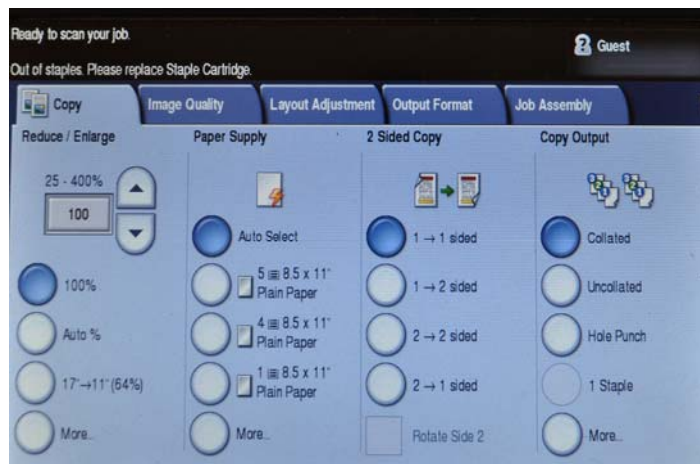 Ready to scan your job.
Guest
Out of staples. Please replace Staple Cartridge.
Copy
Image Quality
Layout Adjustment
Output Format
Job Assembly
Reduce / Enlarge
25 - 400%
100
100%
Auto %
17"→11" (64%)
More...
Paper Supply
Auto Select
5 8.5 x 11"
Plain Paper
4 8.5 x 11"
Plain Paper
1 8.5 x 11"
Plain Paper
More...
2 Sided Copy
1 → 1 sided
1 → 2 sided
2 → 2 sided
2 → 1 sided
Rotate Side 2
Copy Output
Collated
Uncollated
Hole Punch
1 Staple
More...